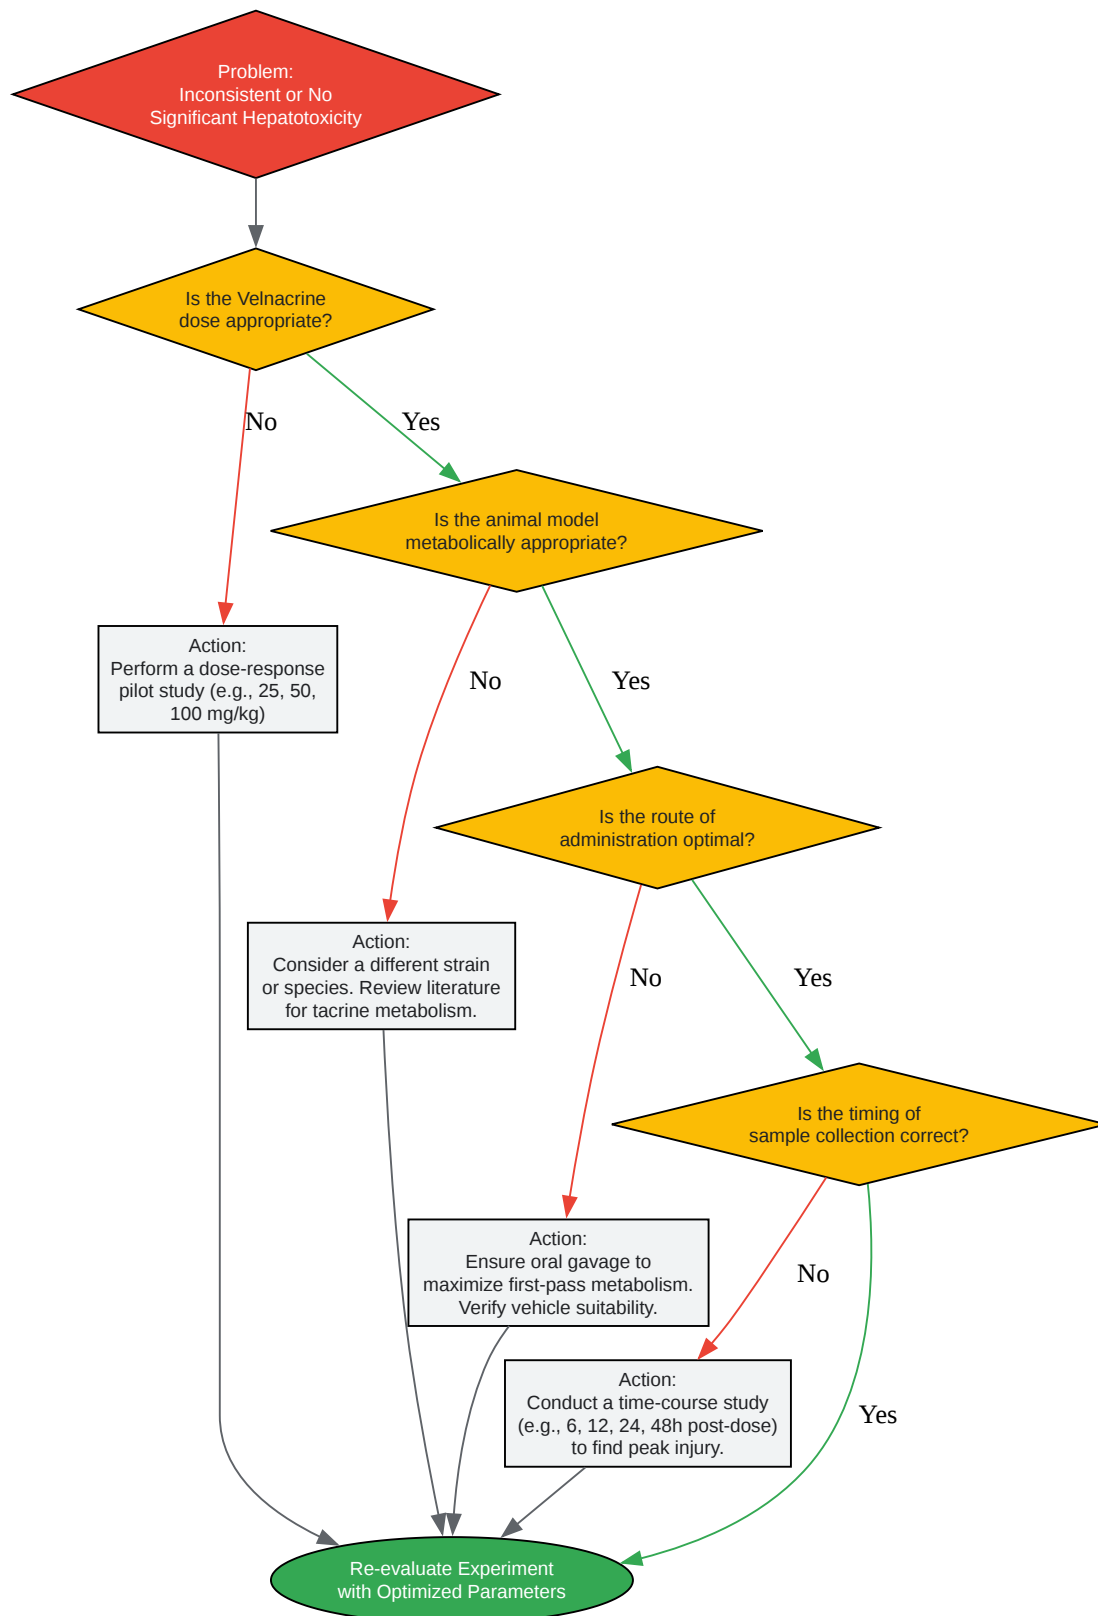 Problem:
Inconsistent or No
Significant Hepatotoxicity
Is the Velnacrine
dose appropriate?
No
Yes
Is the animal model
metabolically appropriate?
Action:
Perform a dose-response
pilot study (e.g., 25, 50,
100 mg/kg)
No
Yes
Is the route of
administration optimal?
Action:
Consider a different strain
or species. Review literature
for tacrine metabolism.
No
Yes
Is the timing of
sample collection correct?
Action:
Ensure oral gavage to
maximize first-pass metabolism.
Verify vehicle suitability.
No
Action:
Conduct a time-course study
(e.g., 6, 12, 24, 48h post-dose)
to find peak injury.
Yes
Re-evaluate Experiment
with Optimized Parameters